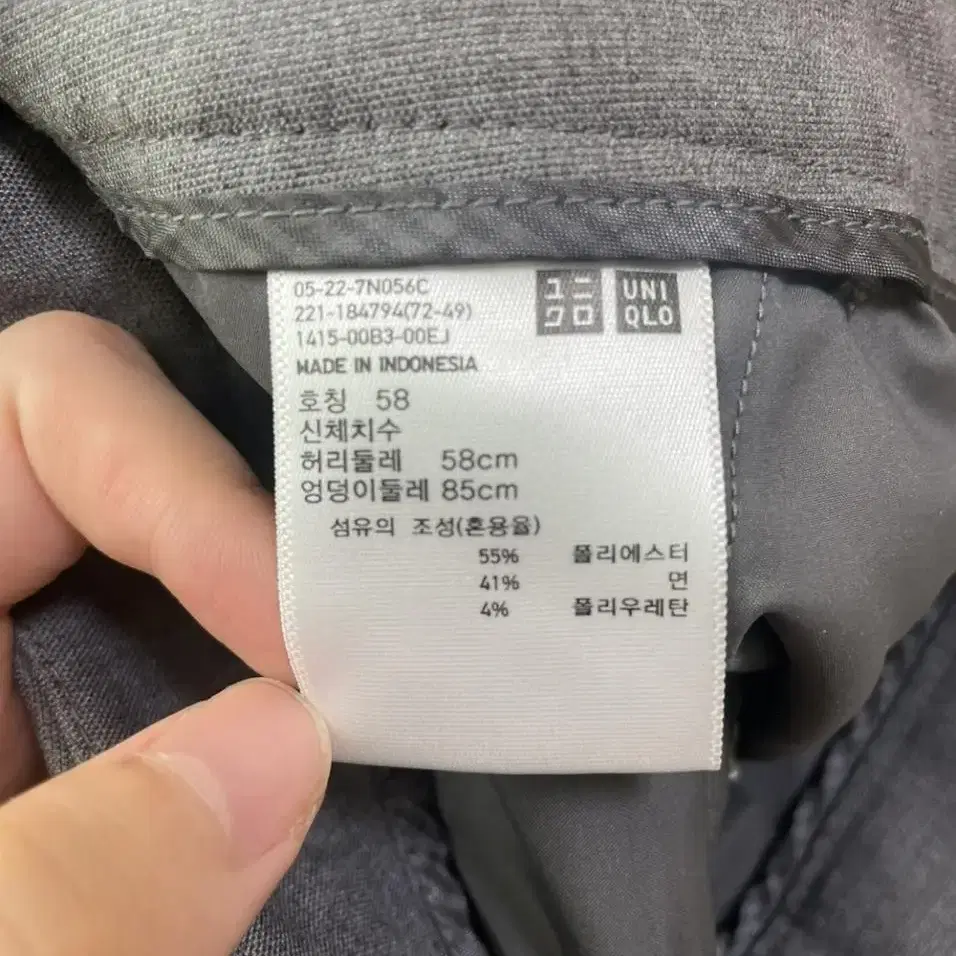 05-22-7N056C
221-184794(72-49)
1415-00B3-00EJ
MADE IN INDONESIA
ユニ
クロ
UNI
QLO
호칭 58
신체치수
허리둘레 58cm
엉덩이둘레 85cm
섬유의 조성(혼용율)
55% 폴리에스터
41% 면
4% 폴리우레탄